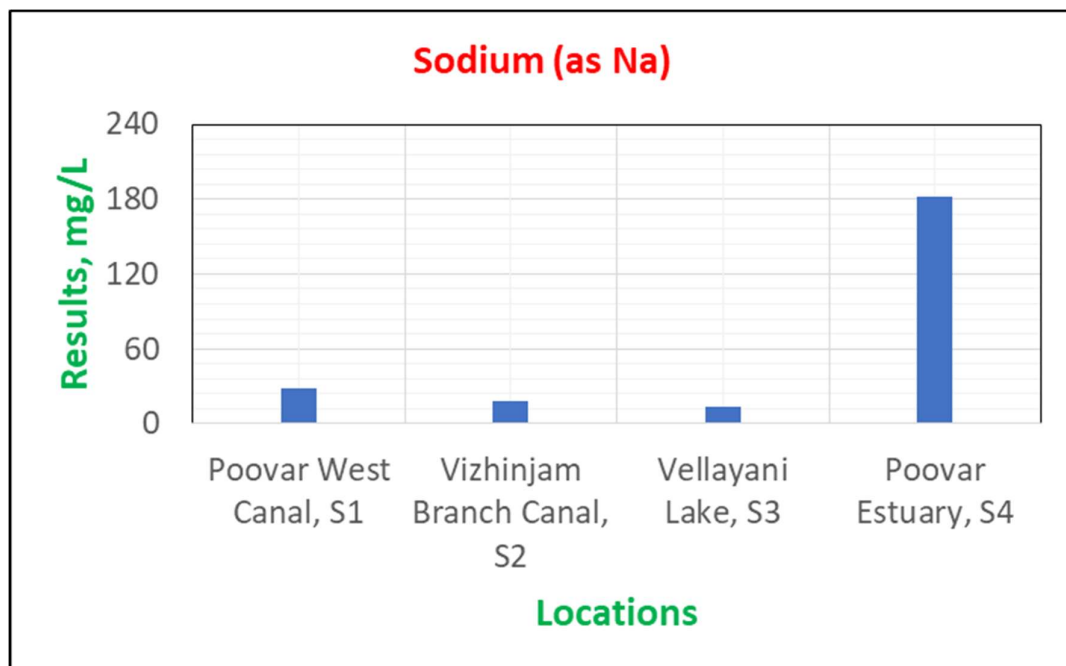 Sodium (as Na)
Results, mg/L
240
180
120
60
0
Poovar West
Canal, S1
Vizhinjam
Branch Canal,
S2
Vellayani
Lake, S3
Poovar
Estuary, S4
Locations